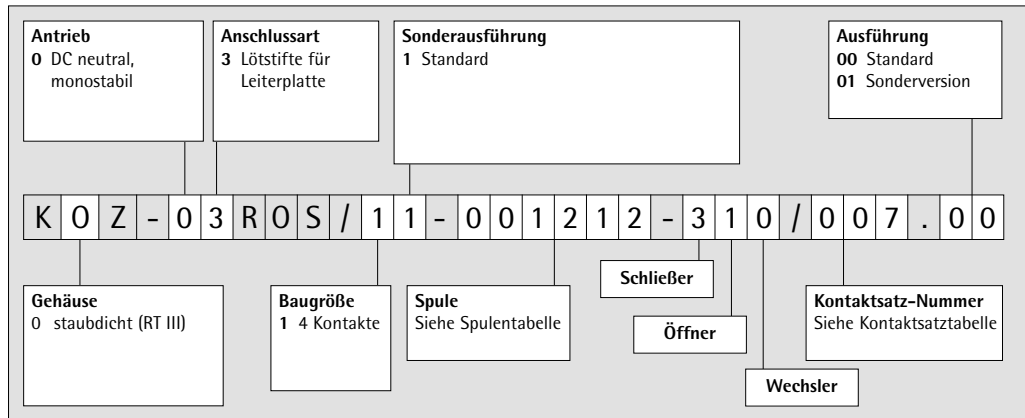 Antrieb
0 DC neutral,
monostabil
Anschlussart
3 Lötstifte für
Leiterplatte
Sonderausführung
1 Standard
Ausführung
00 Standard
01 Sonderversion
K O Z - 0 3 R O S / 1 1 - 0 0 1 2 1 2 - 3 1 0 / 0 0 7 . 0 0
Gehäuse
0 staubdicht (RT III)
Baugröße
1 4 Kontakte
Spule
Siehe Spulentabelle
Schließer
Öffner
Wechsler
Kontaktsatz-Nummer
Siehe Kontaktsatztabelle